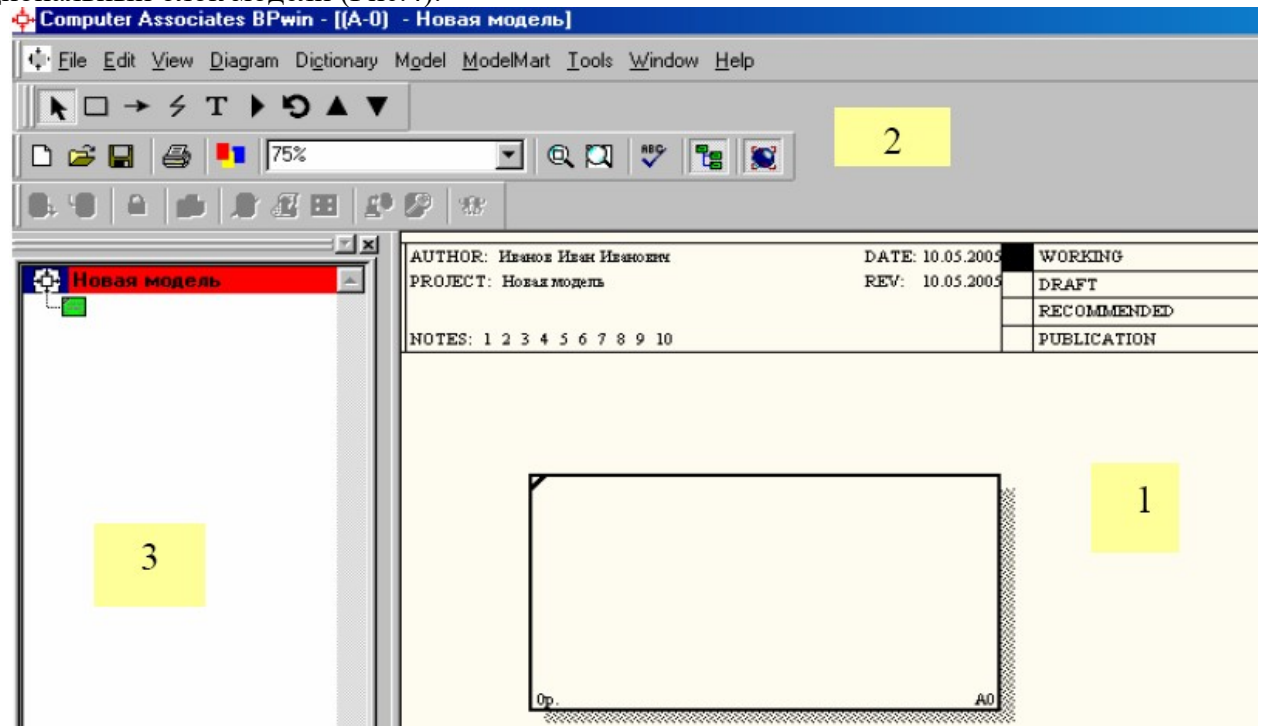 Computer Associates BPwin - [(A-0) - Новая модель]
File Edit View Diagram Dictionary Model ModelMart Tools Window Help
T
2
75%
ABC
Новая модель
AUTHOR: Иванов Иван Иванович DATE: 10.05.2005 WORKING
PROJECT: Новая модель REV: 10.05.2005 DRAFT
RECOMMENDED
NOTES: 1 2 3 4 5 6 7 8 9 10 PUBLICATION
1
3
0р. A0